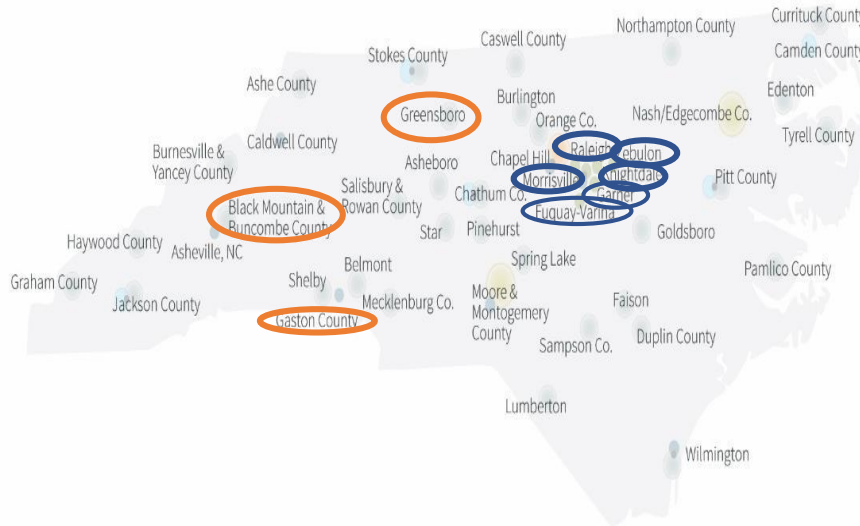 Currituck County
Northampton County
Caswell County
Camden County
Stokes County
Ashe County
Edenton
Burlington
Nash/Edgecombe Co.
Greensboro
Orange Co.
Tyrell County
Caldwell County
Raleigh
Zebulon
Burnesville &
Yancey County
Chapel Hill
Asheboro
Morrisville
Knightdale
Pitt County
Salisbury &
Rowan County
Chathum Co.
Garner
Black Mountain &
Buncombe County
Fuquay-Varina
Star
Pinehurst
Goldsboro
Haywood County
Asheville, NC
Spring Lake
Belmont
Pamlico County
Graham County
Shelby
Jackson County
Mecklenburg Co.
Moore &
Montogemery
County
Faison
Gaston County
Duplin County
Sampson Co.
Lumberton
Wilmington